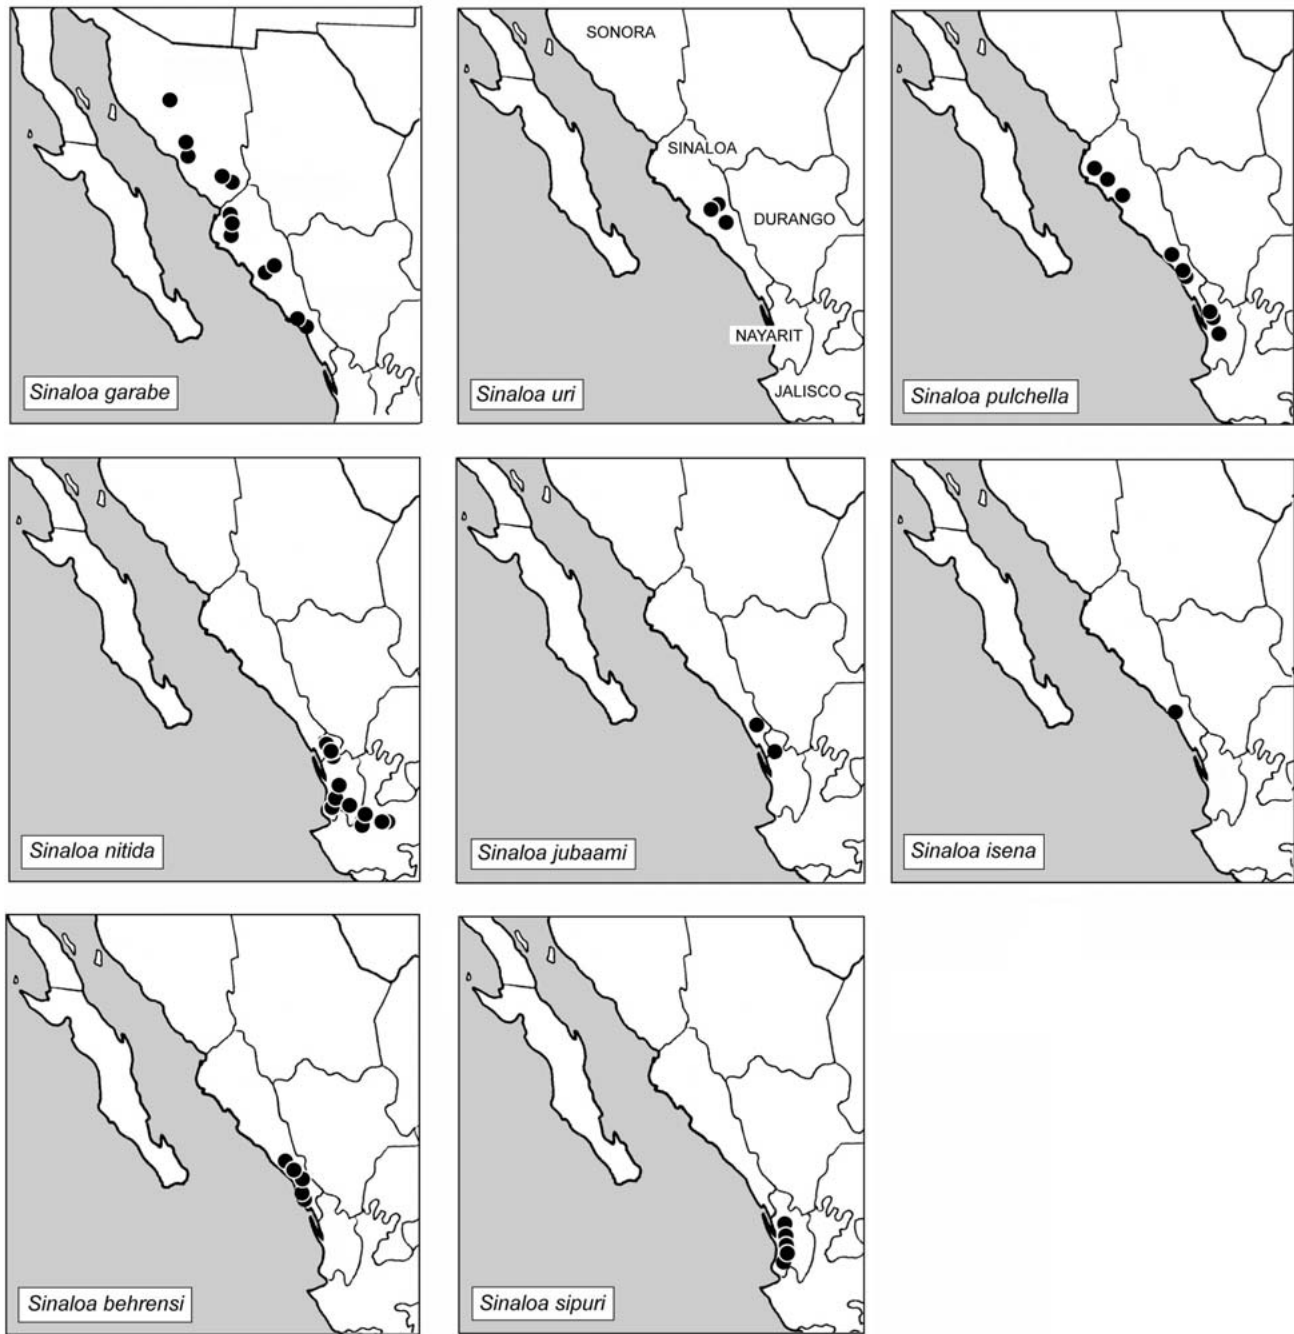 Sinaloa garabe
SONORA
SINALOA
DURANGO
NAYARIT
JALISCO
Sinaloa uri
Sinaloa pulchella
Sinaloa nitida
Sinaloa jubaami
Sinaloa isena
Sinaloa behrensi
Sinaloa sipuri